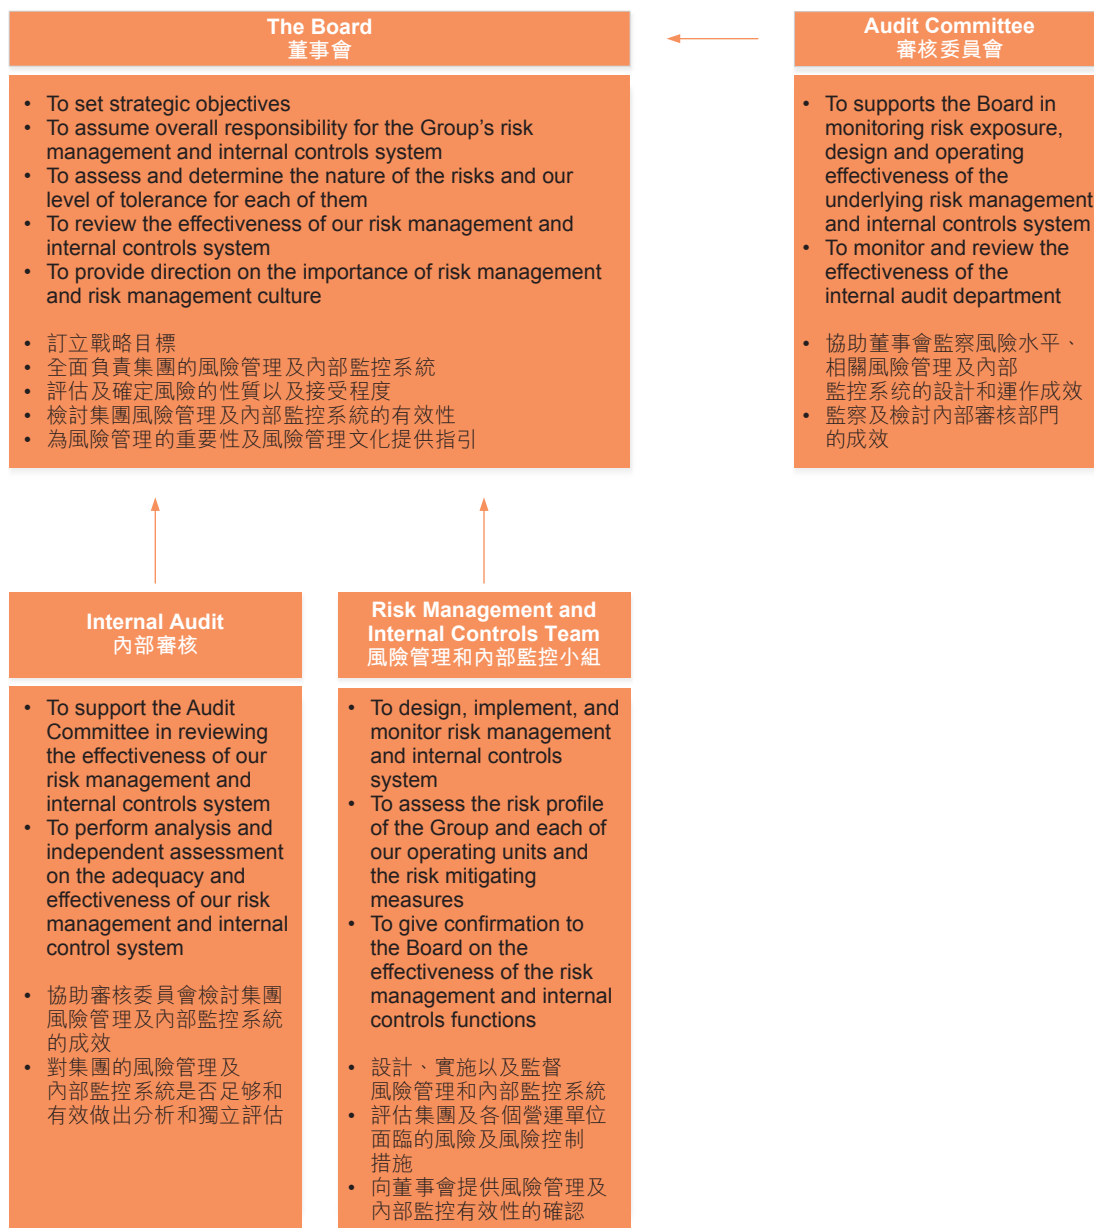 The Board
董事會
• To set strategic objectives
• To assume overall responsibility for the Group’s risk
management and internal controls system
• To assess and determine the nature of the risks and our
level of tolerance for each of them
• To review the effectiveness of our risk management and
internal controls system
• To provide direction on the importance of risk management
and risk management culture
• 訂立戰略目標
• 全面負責集團的風險管理及內部監控系統
• 評估及確定風險的性質以及接受程度
• 檢討集團風險管理及內部監控系統的有效性
• 為風險管理的重要性及風險管理文化提供指引
Audit Committee
審核委員會
• To supports the Board in
monitoring risk exposure,
design and operating
effectiveness of the
underlying risk management
and internal controls system
• To monitor and review the
effectiveness of the
internal audit department
• 協助董事會監察風險水平、
相關風險管理及內部
監控系统的設計和運作成效
• 監察及檢討內部審核部門
的成效
Internal Audit
內部審核
• To support the Audit
Committee in reviewing
the effectiveness of our
risk management and
internal controls system
• To perform analysis and
independent assessment
on the adequacy and
effectiveness of our risk
management and internal
control system
• 協助審核委員會檢討集團
風險管理及內部監控系統
的成效
• 對集團的風險管理及
內部監控系統是否足够和
有效做出分析和獨立評估
Risk Management and
Internal Controls Team
風險管理和內部監控小組
• To design, implement, and
monitor risk management
and internal controls
system
• To assess the risk profile
of the Group and each of
our operating units and
the risk mitigating
measures
• To give confirmation to
the Board on the
effectiveness of the risk
management and internal
controls functions
• 設計、實施以及監督
風險管理和內部監控系統
• 評估集團及各個營運單位
面臨的風險及風險控制
措施
• 向董事會提供風險管理及
內部監控有效性的確認